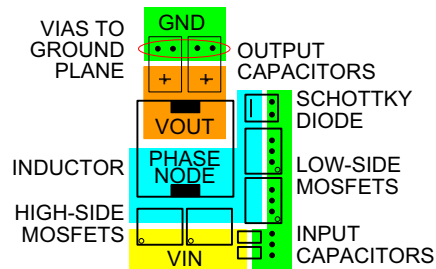 VIAS TO
GROUND
PLANE
GND
OUTPUT
CAPACITORS
SCHOTTKY
DIODE
VOUT
INDUCTOR
PHASE
NODE
LOW-SIDE
MOSFETS
HIGH-SIDE
MOSFETS
INPUT
CAPACITORS
VIN